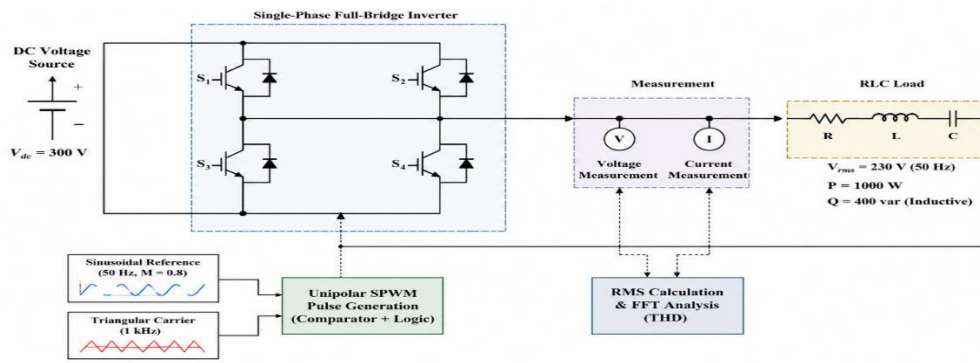 Single-Phase Full-Bridge Inverter
DC Voltage
Source
+
−
V_dc = 300 V
S₁
S₂
S₃
S₄
Measurement
V
I
Voltage
Measurement
Current
Measurement
RLC Load
R
L
C
V_rms = 230 V (50 Hz)
P = 1000 W
Q = 400 var (Inductive)
Sinusoidal Reference
(50 Hz, M = 0.8)
Triangular Carrier
(1 kHz)
Unipolar SPWM
Pulse Generation
(Comparator + Logic)
RMS Calculation
& FFT Analysis
(THD)